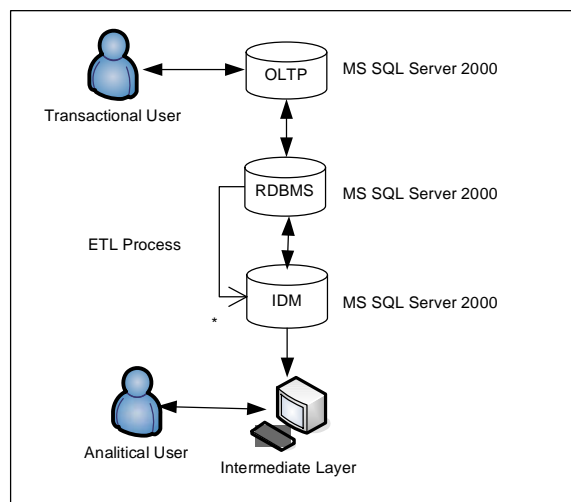 OLTP
MS SQL Server 2000
Transactional User
RDBMS
MS SQL Server 2000
ETL Process
IDM
MS SQL Server 2000
*
Analitical User
Intermediate Layer